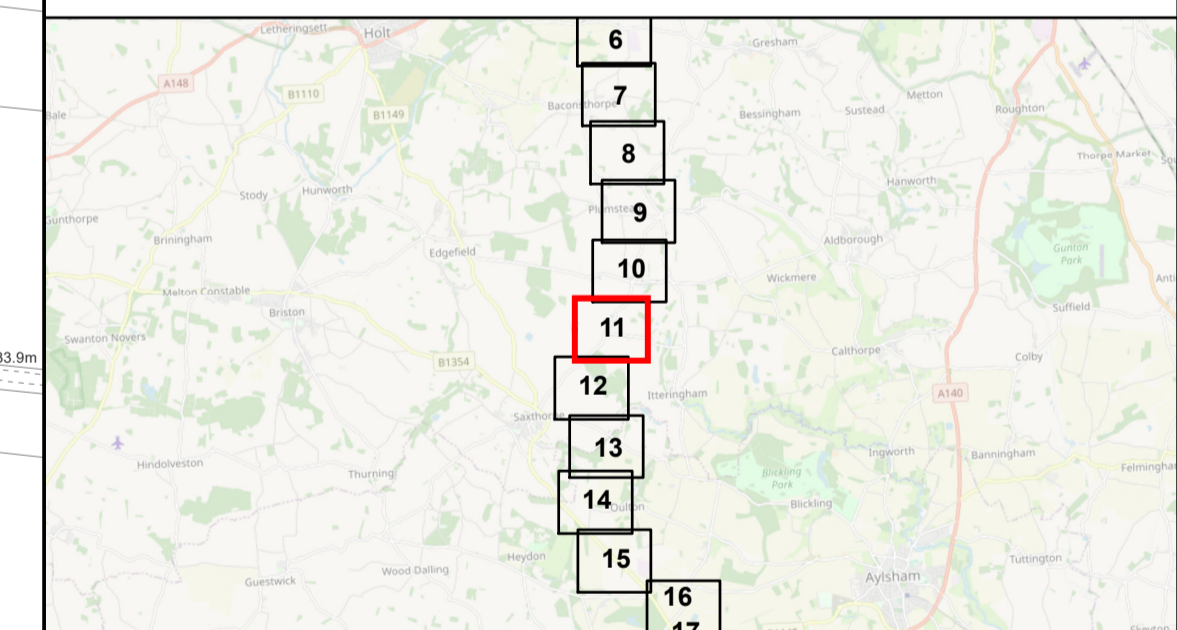 Letheringsett
Holt
6
Gresham
A148
B1110
7
Baconsthorpe
Metton
Roughton
Bale
B1149
Bessingham
Sustead
8
Thorpe Market
Hanworth
Stody
Hunworth
9
Gunthorpe
Briningham
Edgefield
Aldborough
Gunton
Park
10
Wickmere
Melton Constable
Briston
Suffield
11
Swanton Novers
33.9m
B1354
Calthorpe
Colby
12
Itteringham
A140
Saxthorpe
13
Ingworth
Banningham
Hindolveston
Thurning
Blickling
Park
14
Oulton
Blickling
Heydon
15
Tuttington
Guestwick
Wood Dalling
Aylsham
16
17